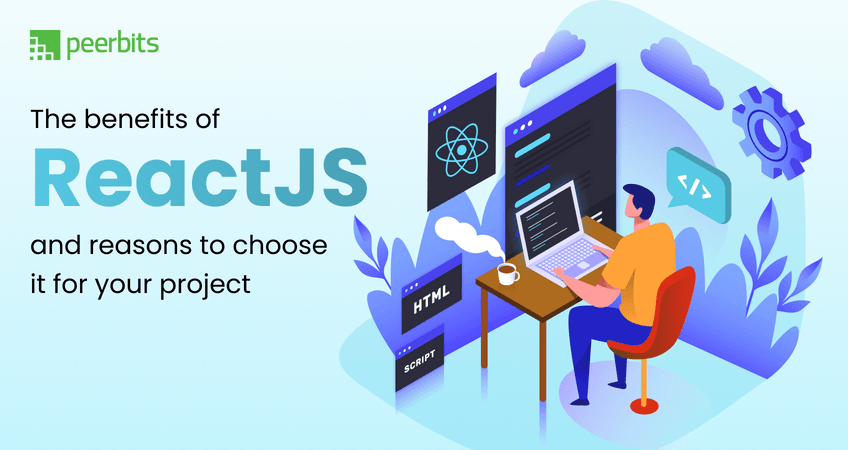 peerbits
The benefits of
ReactJS
and reasons to choose
it for your project
</>
HTML
SCRIPT